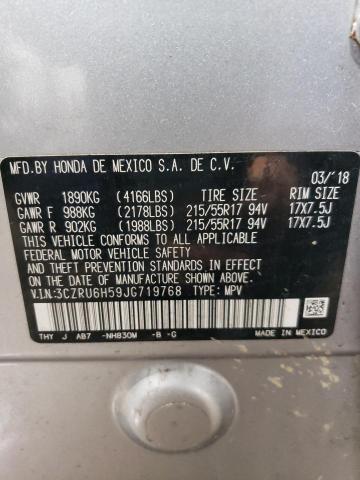 MFD.BY HONDA DE MEXICO S.A. DE C.V. 03/'18
GVWR 1890KG (4166LBS) TIRE SIZE RIM SIZE
GAWR F 988KG (2178LBS) 215/55R17 94V 17X7.5J
GAWR R 902KG (1988LBS) 215/55R17 94V 17X7.5J
THIS VEHICLE CONFORMS TO ALL APPLICABLE
FEDERAL MOTOR VEHICLE SAFETY, BUMPER,
AND THEFT PREVENTION STANDARDS IN EFFECT
ON THE DATE OF MANUFACTURE SHOWN ABOVE.
V.I.N:3CZRU6H59JG719768 TYPE: MPV
THY J AB7 -NH830M -B -G MADE IN MEXICO